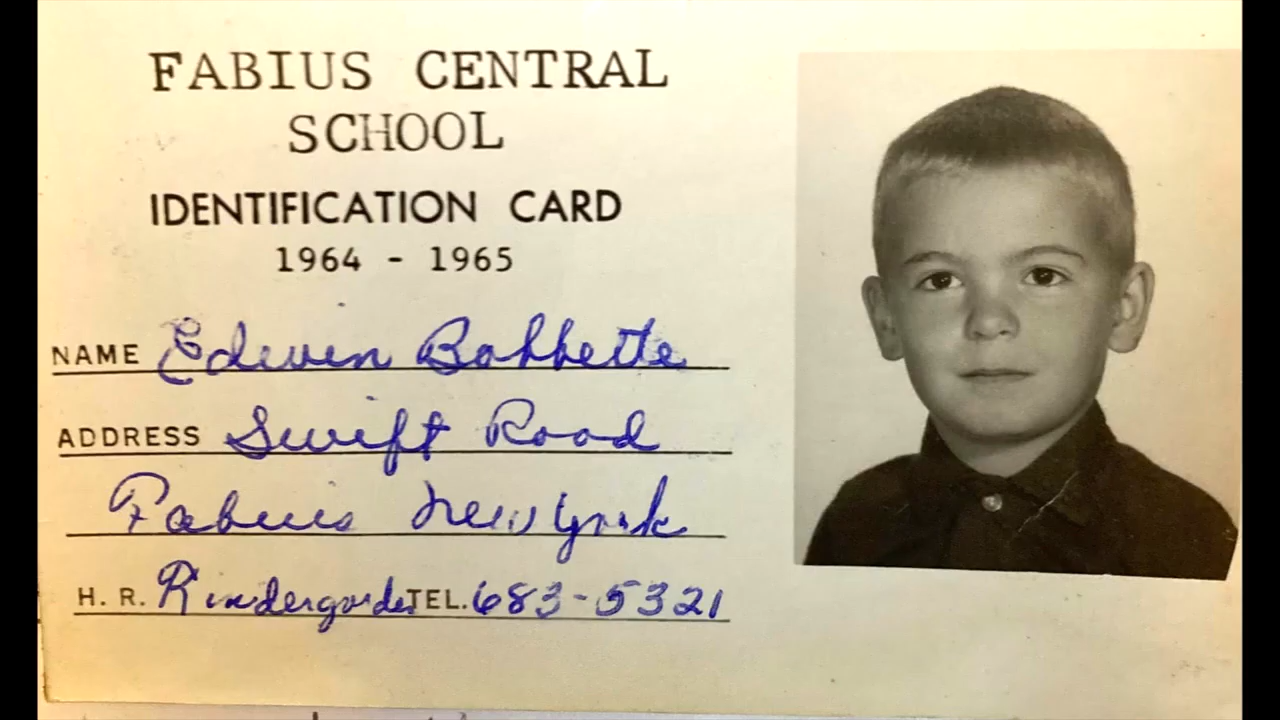 FABIUS CENTRAL
SCHOOL
IDENTIFICATION CARD
1964 - 1965
NAME Edwin Babbette
ADDRESS Swift Road
Fabius New York
H. R. Kindergarden TEL. 683-5321